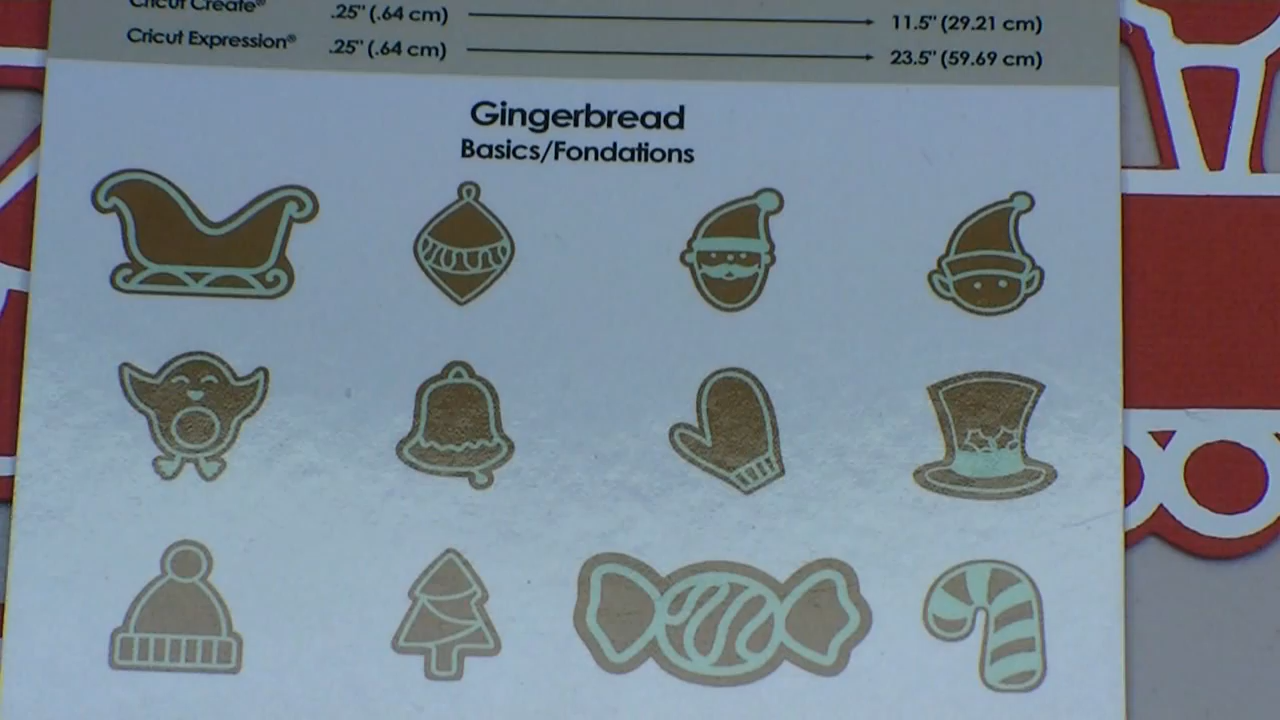 Cricut Create® .25" (.64 cm) 11.5" (29.21 cm)
Cricut Expression® .25" (.64 cm) 23.5" (59.69 cm)
Gingerbread
Basics/Fondations